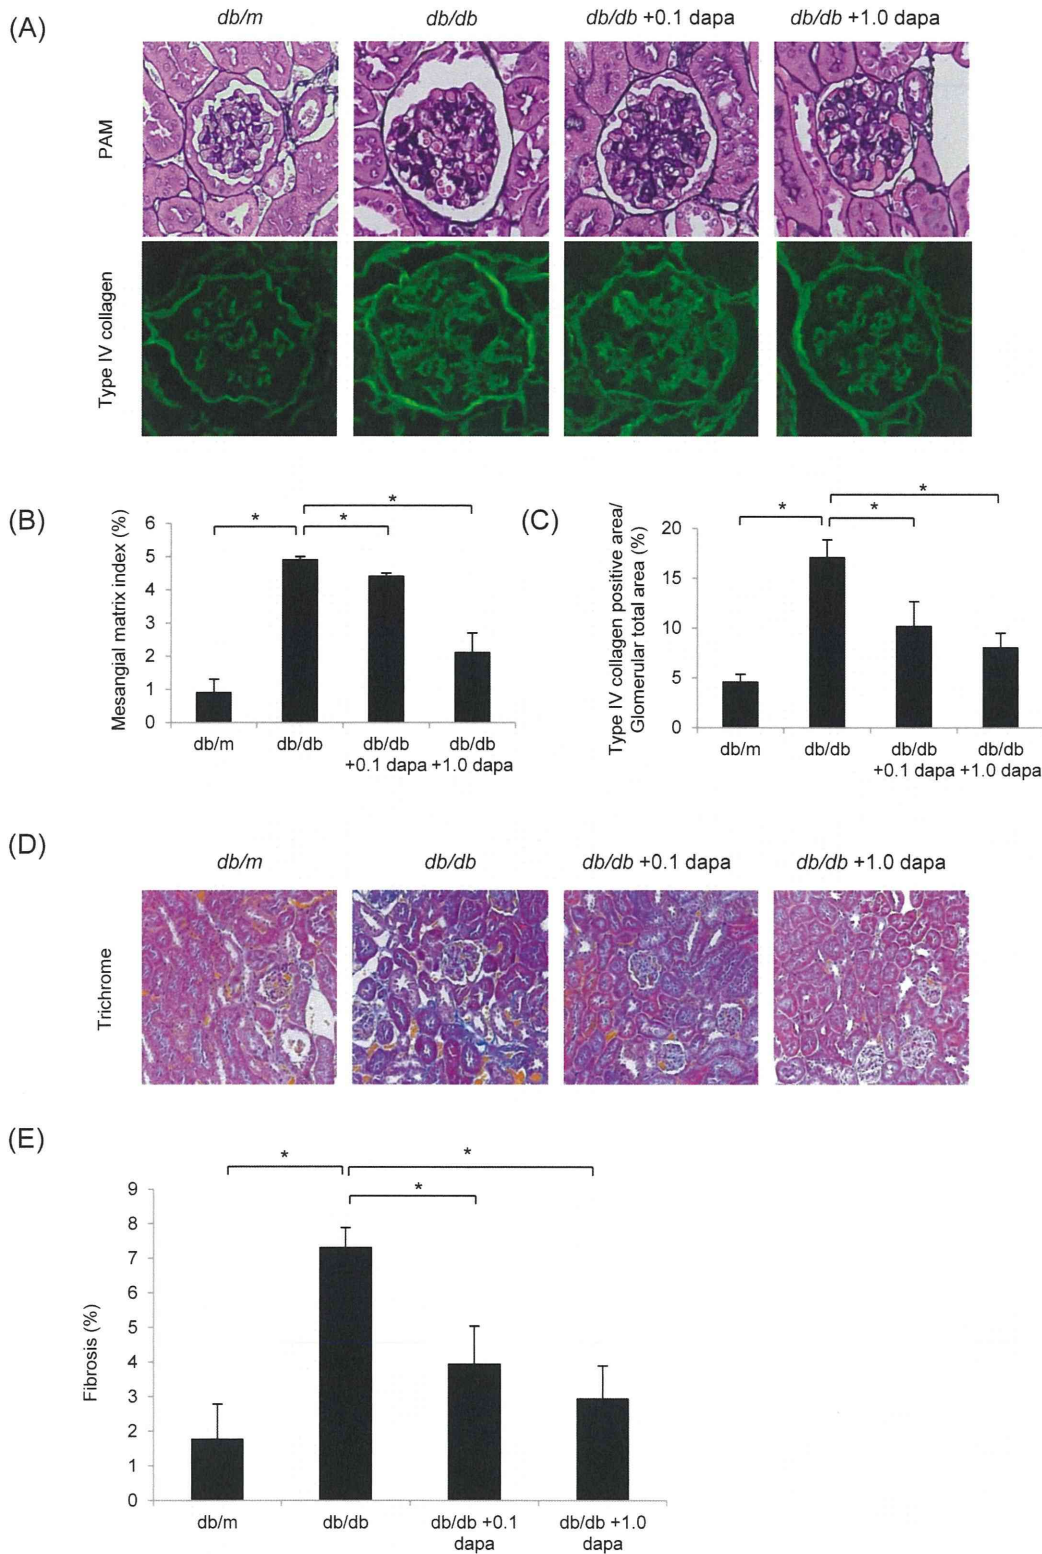 (A)
db/m db/db db/db +0.1 dapa db/db +1.0 dapa
PAM
Type IV collagen
(B)
Mesangial matrix index (%)
* * *
6
5
4
3
2
1
0
db/m db/db db/db db/db
+0.1 dapa +1.0 dapa
(C)
Type IV collagen positive area/
Glomerular total area (%)
* * *
20
15
10
5
0
db/m db/db db/db db/db
+0.1 dapa +1.0 dapa
(D)
db/m db/db db/db +0.1 dapa db/db +1.0 dapa
Trichrome
(E)
Fibrosis (%)
* * *
9
8
7
6
5
4
3
2
1
0
db/m db/db db/db +0.1 db/db +1.0
dapa dapa